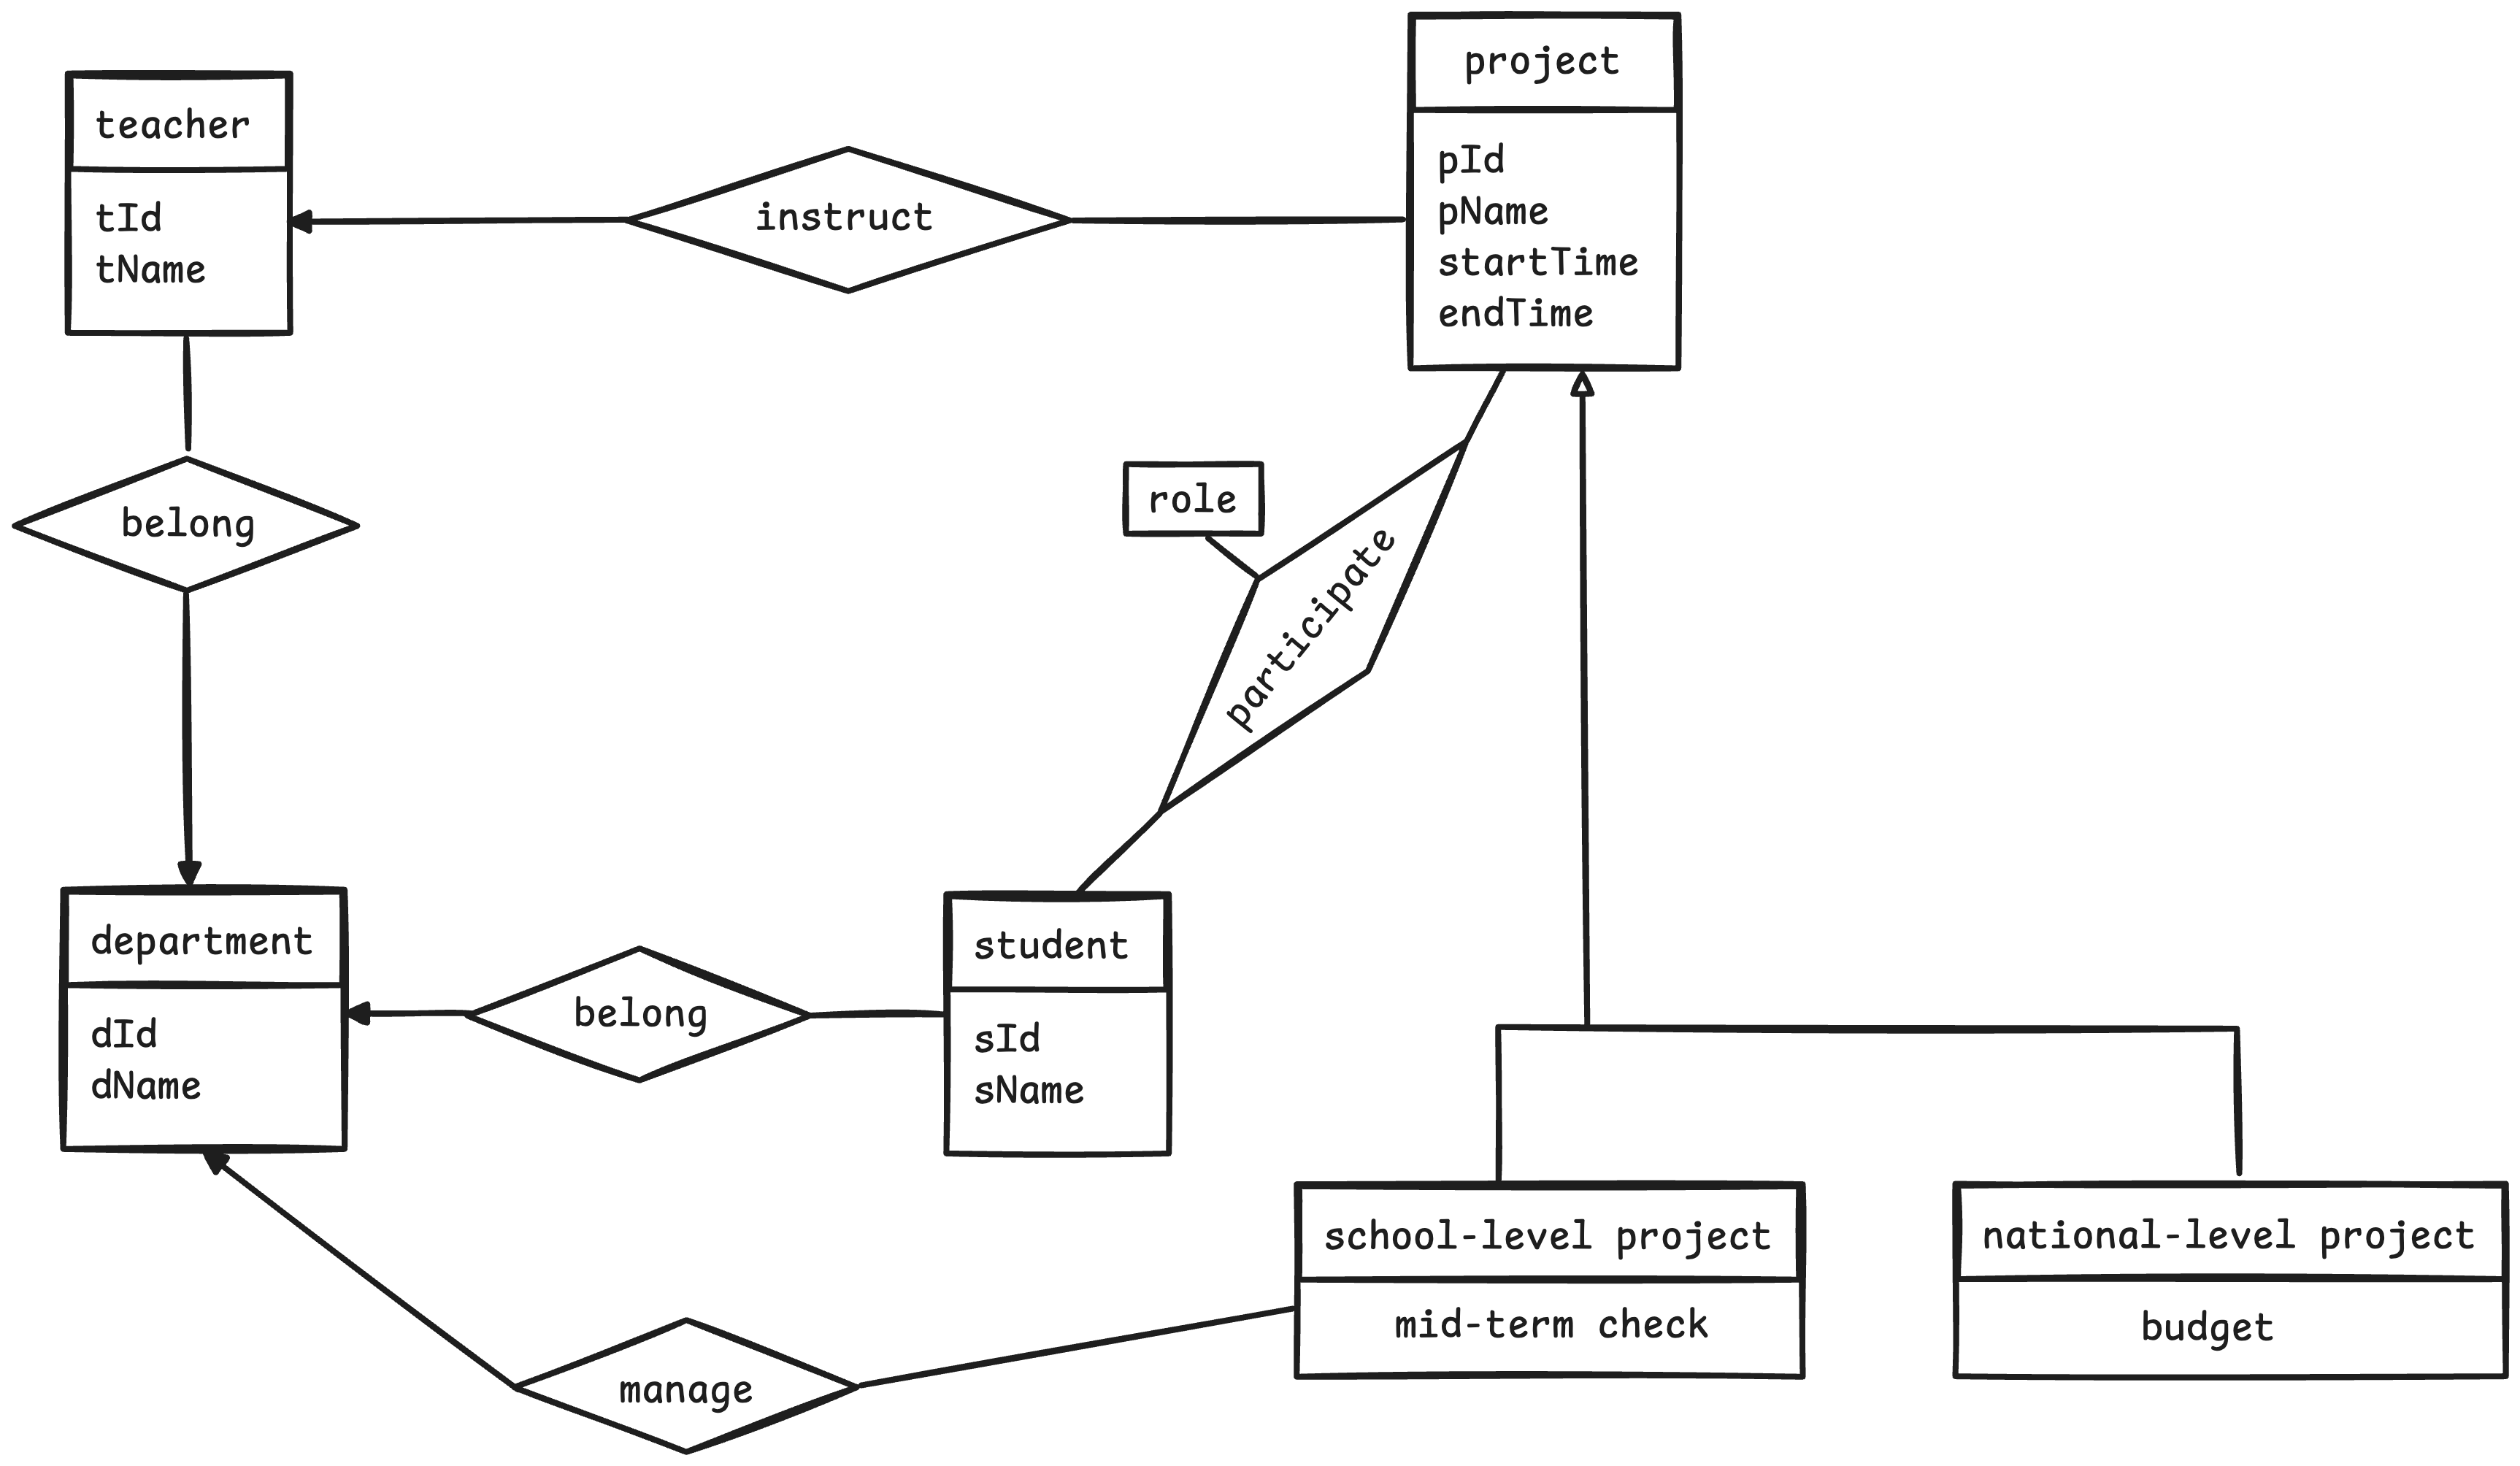 project
pId
pName
startTime
endTime
teacher
tId
tName
instruct
role
participate
belong
department
dId
dName
belong
student
sId
sName
school-level project
mid-term check
national-level project
budget
manage